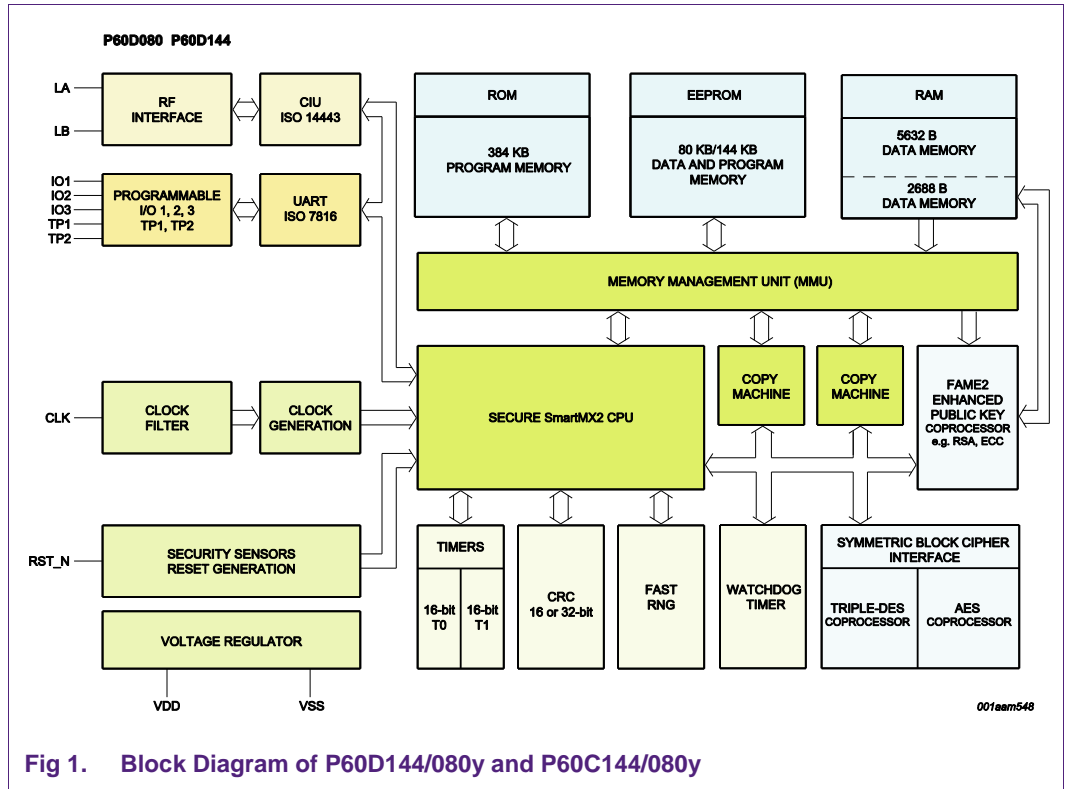 P60D080 P60D144
LA
LB
RF
INTERFACE
CIU
ISO 14443
IO1
IO2
IO3
TP1
TP2
PROGRAMMABLE
I/O 1, 2, 3
TP1, TP2
UART
ISO 7816
ROM
384 KB
PROGRAM MEMORY
EEPROM
80 KB/144 KB
DATA AND PROGRAM
MEMORY
RAM
5632 B
DATA MEMORY
2688 B
DATA MEMORY
MEMORY MANAGEMENT UNIT (MMU)
CLK
CLOCK
FILTER
CLOCK
GENERATION
SECURE SmartMX2 CPU
COPY
MACHINE
COPY
MACHINE
FAME2
ENHANCED
PUBLIC KEY
COPROCESSOR
e.g. RSA, ECC
RST_N
SECURITY SENSORS
RESET GENERATION
VOLTAGE REGULATOR
VDD
VSS
TIMERS
16-bit
T0
16-bit
T1
CRC
16 or 32-bit
FAST
RNG
WATCHDOG
TIMER
SYMMETRIC BLOCK CIPHER
INTERFACE
TRIPLE-DES
COPROCESSOR
AES
COPROCESSOR
001aam548
Fig 1. Block Diagram of P60D144/080y and P60C144/080y